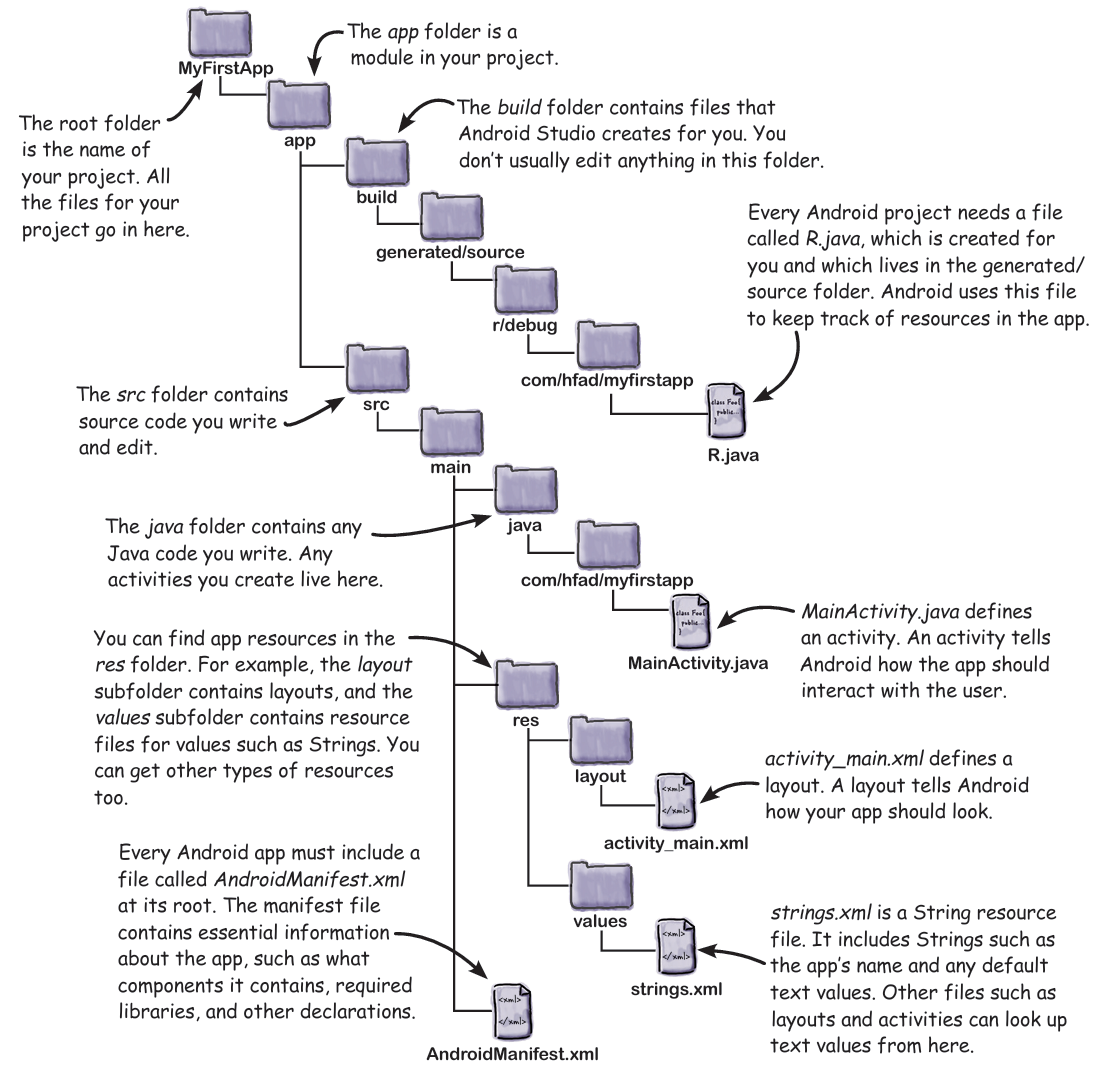 MyFirstApp
The app folder is a
module in your project.
app
The root folder
is the name of
your project. All
the files for your
project go in here.
The build folder contains files that
Android Studio creates for you. You
don't usually edit anything in this folder.
build
generated/source
Every Android project needs a file
called R.java, which is created for
you and which lives in the generated/
source folder. Android uses this file
to keep track of resources in the app.
r/debug
com/hfad/myfirstapp
class Foo{
public...
}
R.java
The src folder contains
source code you write
and edit.
src
main
The java folder contains any
Java code you write. Any
activities you create live here.
java
com/hfad/myfirstapp
class Foo{
public...
}
MainActivity.java
MainActivity.java defines
an activity. An activity tells
Android how the app should
interact with the user.
You can find app resources in the
res folder. For example, the layout
subfolder contains layouts, and the
values subfolder contains resource
files for values such as Strings. You
can get other types of resources
too.
res
layout
<xml>
</xml>
activity_main.xml
activity_main.xml defines a
layout. A layout tells Android
how your app should look.
Every Android app must include a
file called AndroidManifest.xml
at its root. The manifest file
contains essential information
about the app, such as what
components it contains, required
libraries, and other declarations.
values
<xml>
</xml>
strings.xml
strings.xml is a String resource
file. It includes Strings such as
the app's name and any default
text values. Other files such as
layouts and activities can look up
text values from here.
<xml>
</xml>
AndroidManifest.xml